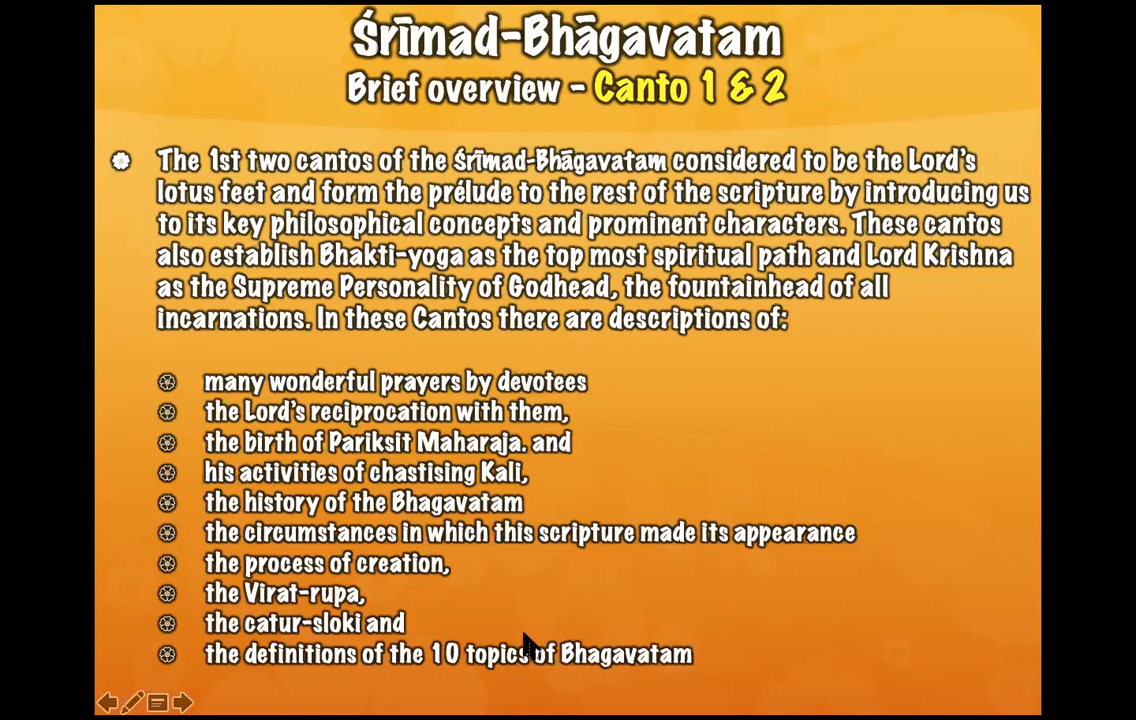 Śrīmad-Bhāgavatam
Brief overview - Canto 1 & 2
The 1st two cantos of the Śrīmad-Bhāgavatam considered to be the Lord's
lotus feet and form the prélude to the rest of the scripture by introducing us
to its key philosophical concepts and prominent characters. These cantos
also establish Bhakti-yoga as the top most spiritual path and Lord Krishna
as the Supreme Personality of Godhead, the fountainhead of all
incarnations. In these Cantos there are descriptions of:
many wonderful prayers by devotees
the Lord's reciprocation with them,
the birth of Pariksit Maharaja. and
his activities of chastising Kali,
the history of the Bhagavatam
the circumstances in which this scripture made its appearance
the process of creation,
the Virat-rupa,
the catur-sloki and
the definitions of the 10 topics of Bhagavatam